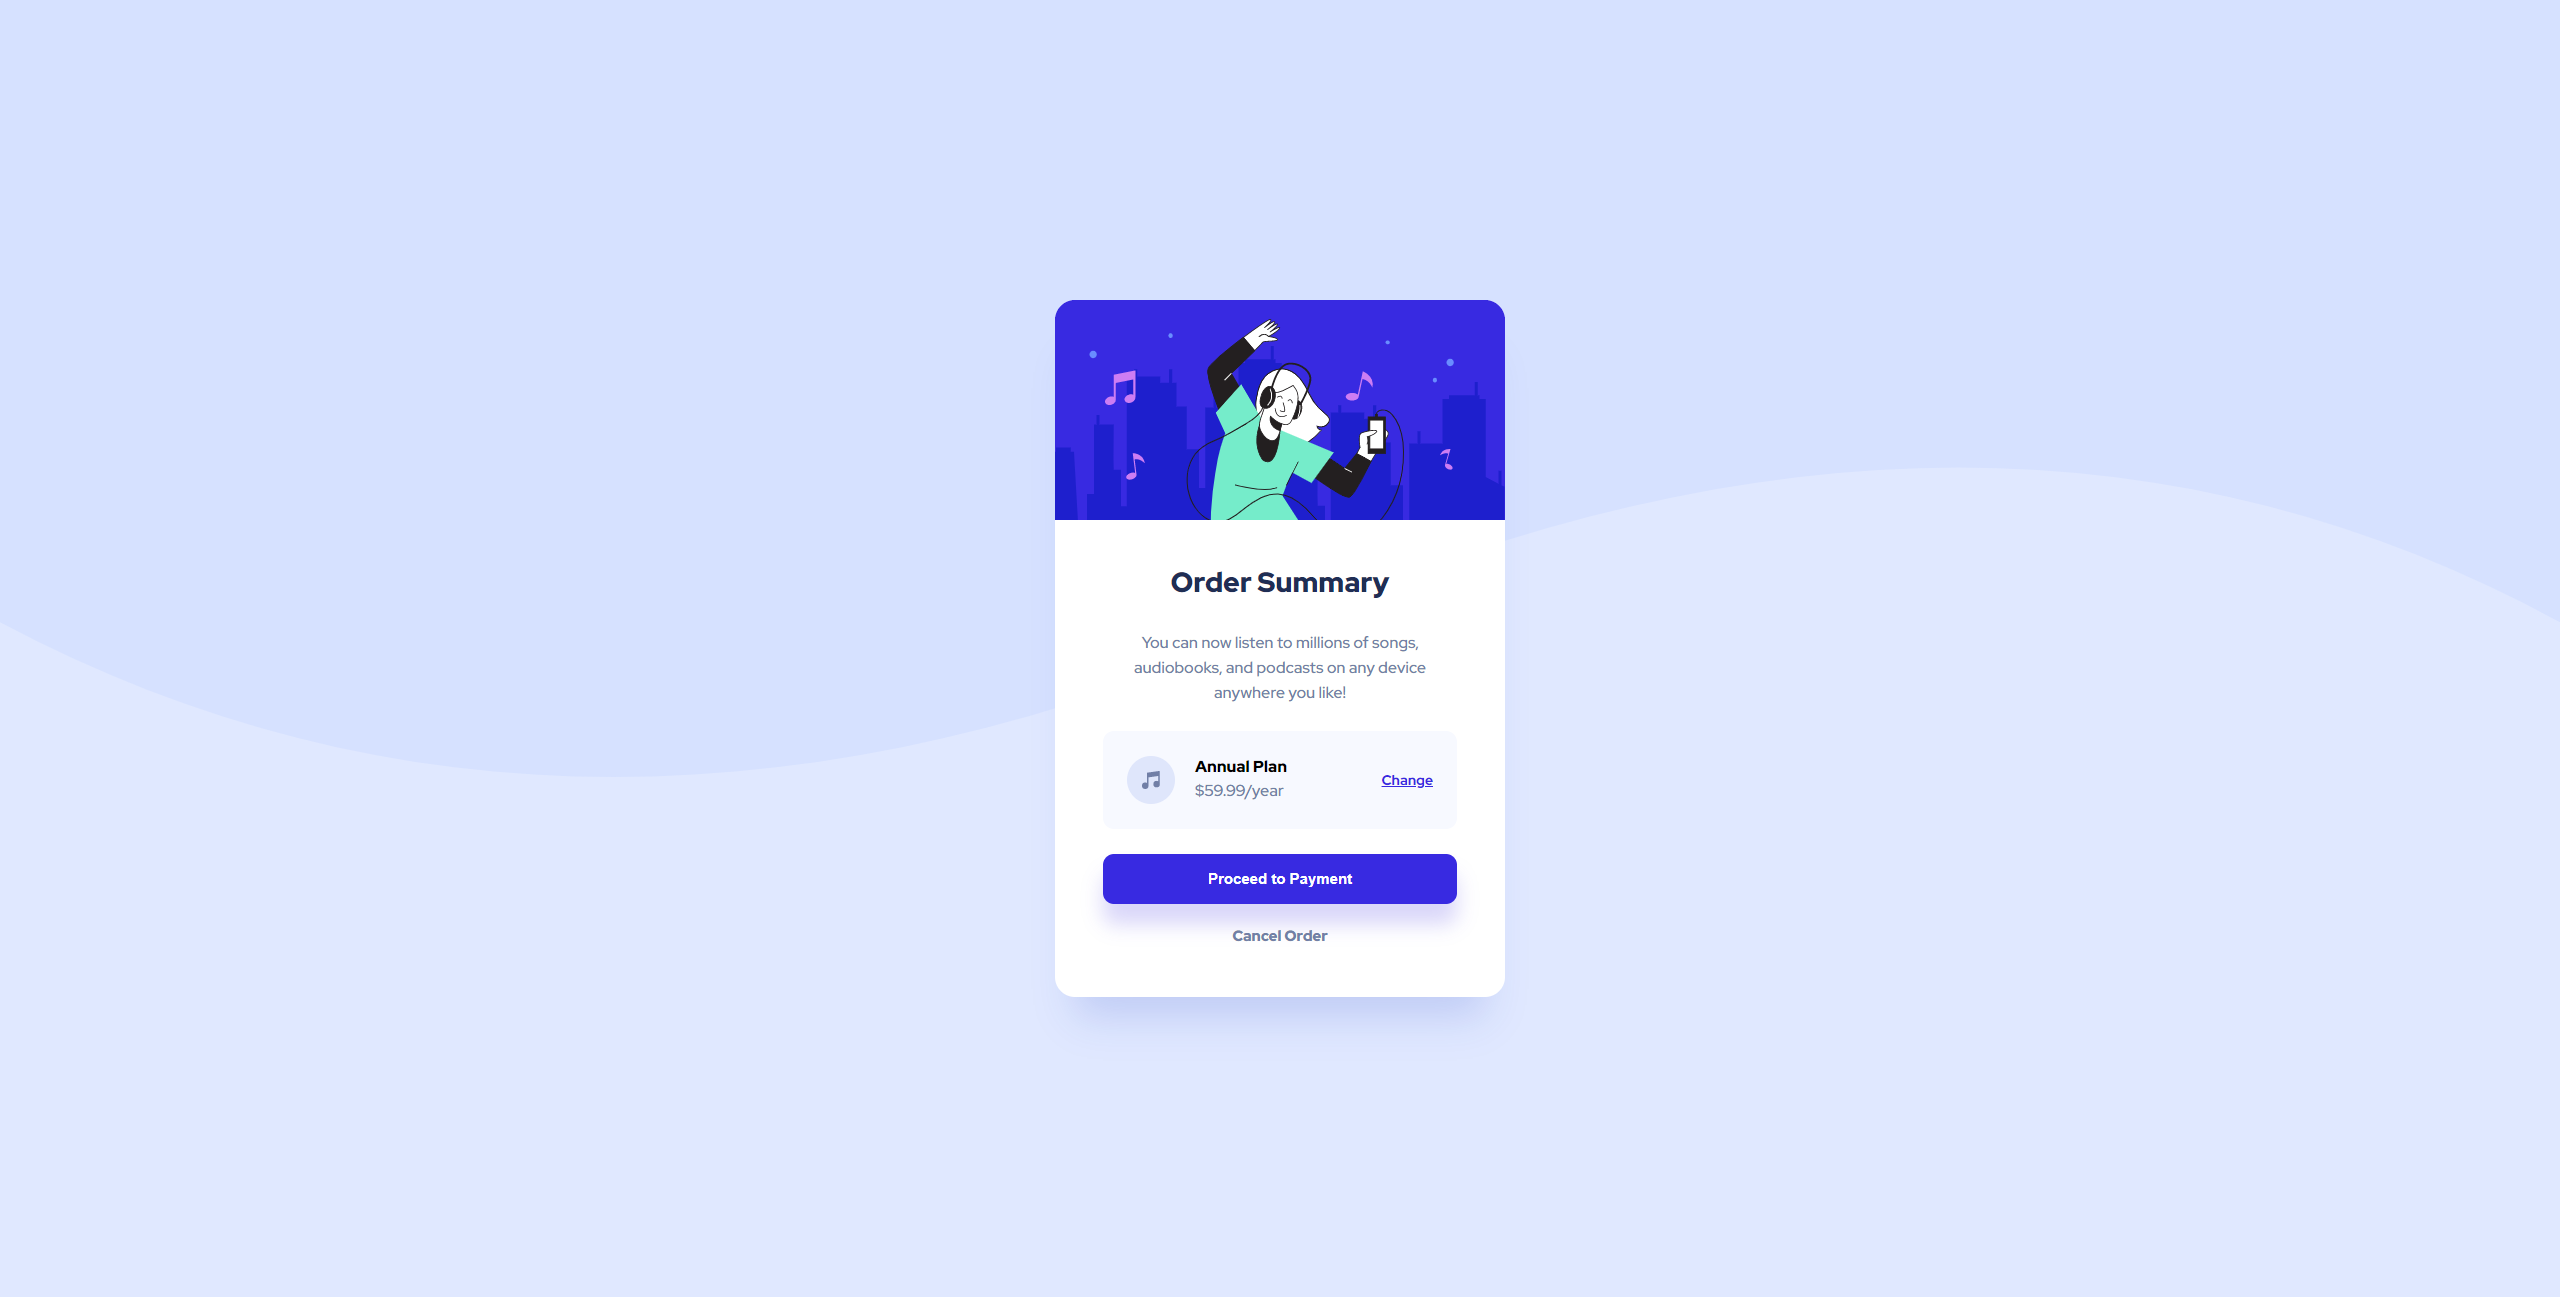 Order Summary
You can now listen to millions of songs,
audiobooks, and podcasts on any device
anywhere you like!
Annual Plan
$59.99/year
Change
Proceed to Payment
Cancel Order